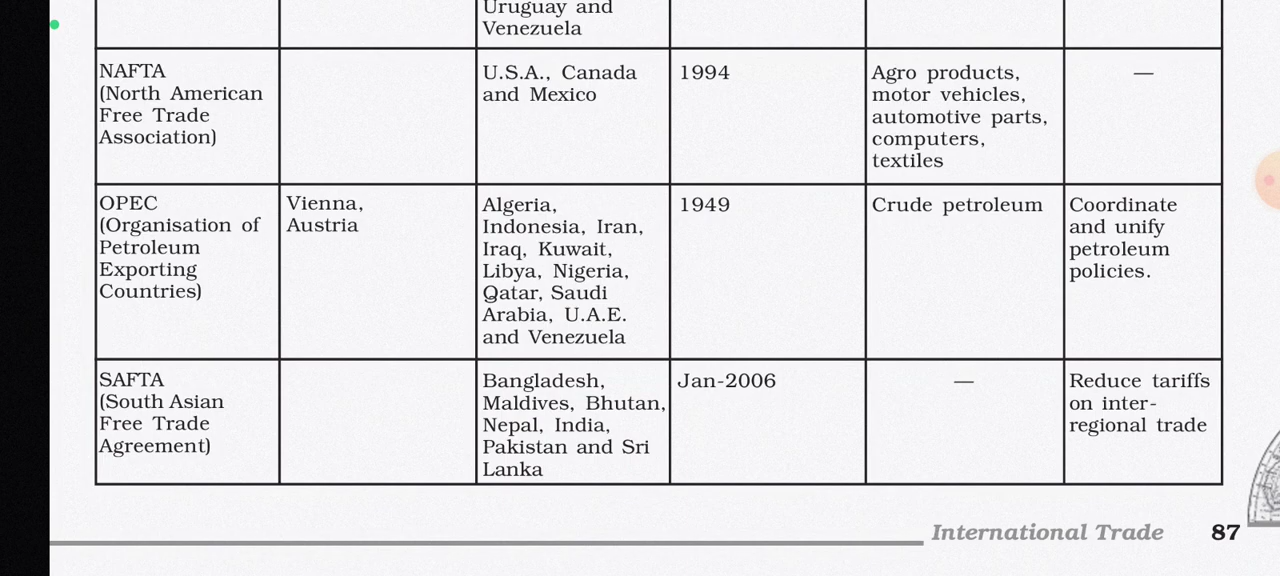 Uruguay and
Venezuela
NAFTA
(North American
Free Trade
Association)
U.S.A., Canada
and Mexico
1994
Agro products,
motor vehicles,
automotive parts,
computers,
textiles
—
OPEC
(Organisation of
Petroleum
Exporting
Countries)
Vienna,
Austria
Algeria,
Indonesia, Iran,
Iraq, Kuwait,
Libya, Nigeria,
Qatar, Saudi
Arabia, U.A.E.
and Venezuela
1949
Crude petroleum
Coordinate
and unify
petroleum
policies.
SAFTA
(South Asian
Free Trade
Agreement)
Bangladesh,
Maldives, Bhutan,
Nepal, India,
Pakistan and Sri
Lanka
Jan-2006
—
Reduce tariffs
on inter-
regional trade
International Trade 87